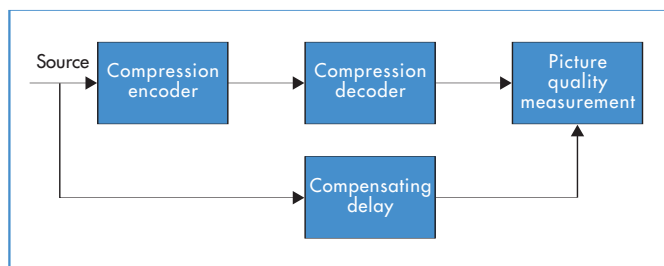 Source
Compression
encoder
Compression
decoder
Picture
quality
measurement
Compensating
delay